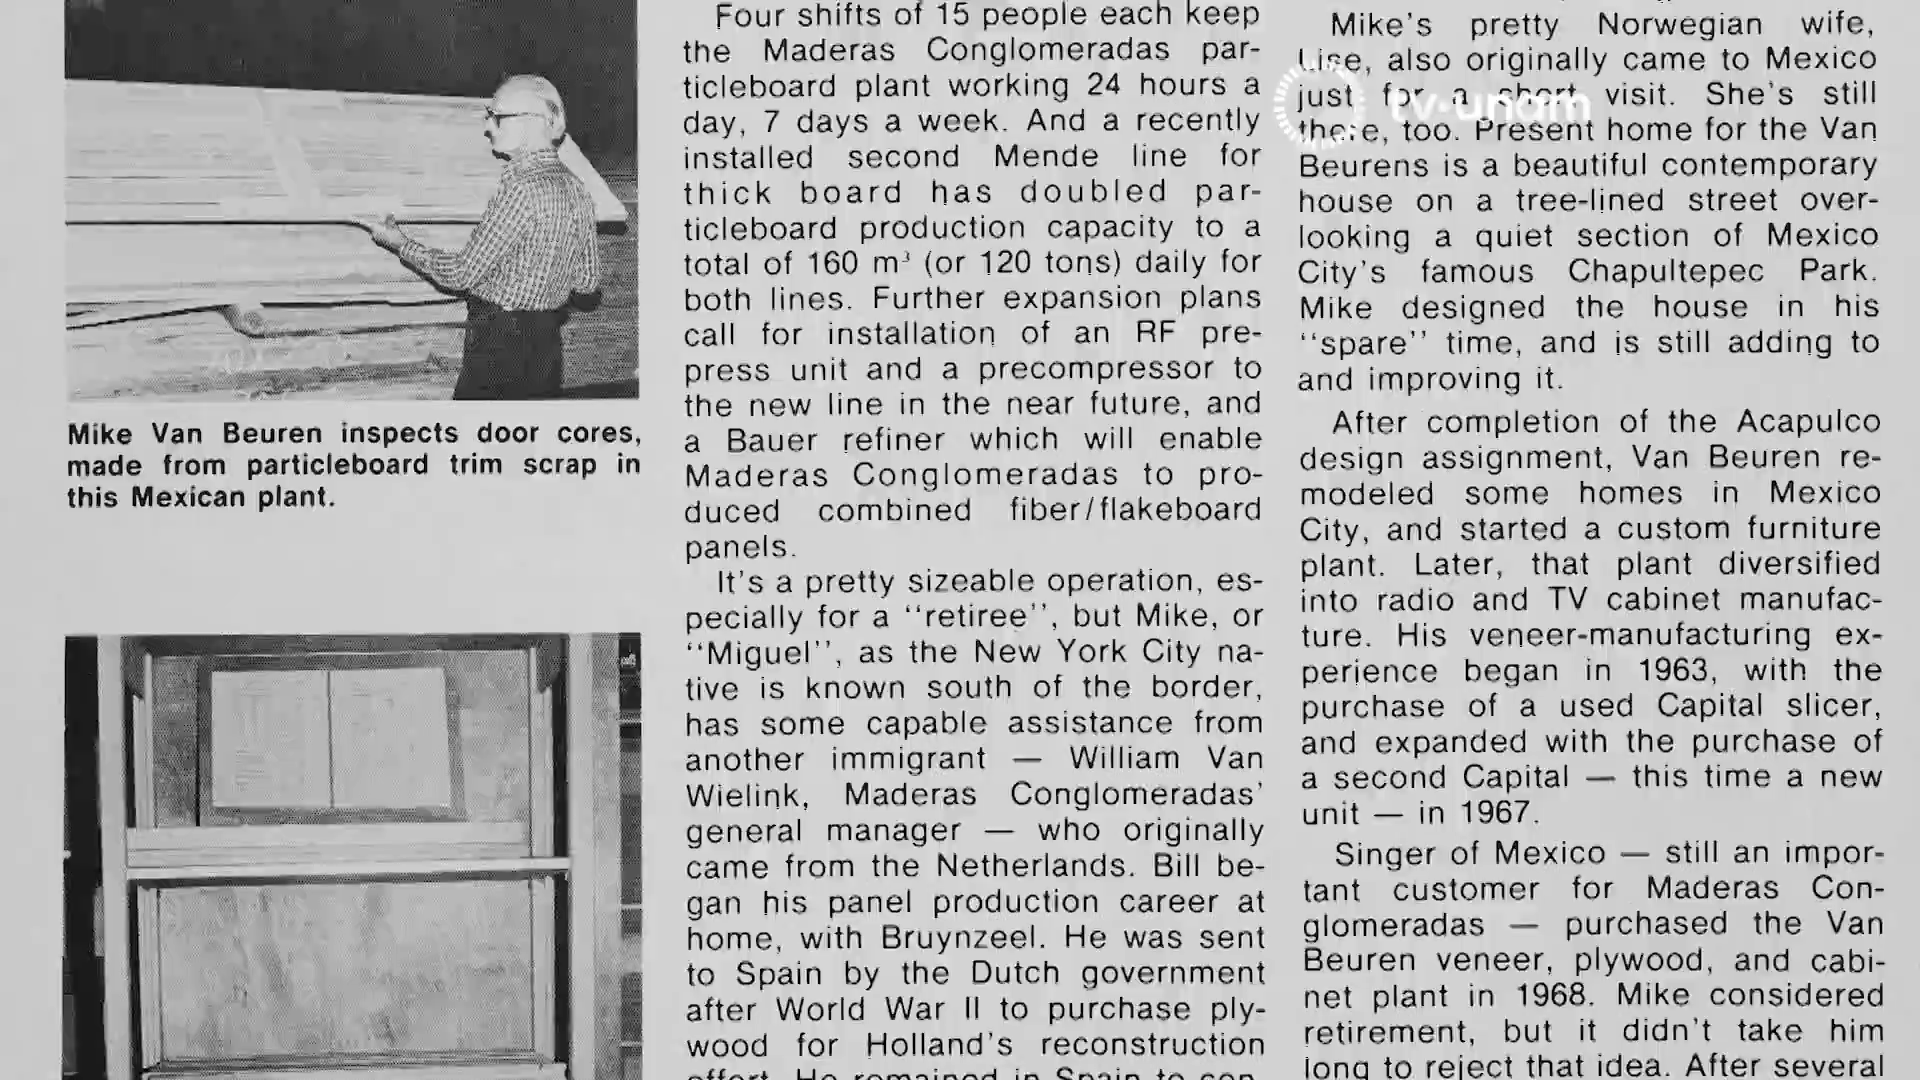 Mike Van Beuren inspects door cores,
made from particleboard trim scrap in
this Mexican plant.
Four shifts of 15 people each keep
the Maderas Conglomeradas par-
ticleboard plant working 24 hours a
day, 7 days a week. And a recently
installed second Mende line for
thick board has doubled par-
ticleboard production capacity to a
total of 160 m³ (or 120 tons) daily for
both lines. Further expansion plans
call for installation of an RF pre-
press unit and a precompressor to
the new line in the near future, and
a Bauer refiner which will enable
Maderas Conglomeradas to pro-
duced combined fiber/flakeboard
panels.
It's a pretty sizeable operation, es-
pecially for a ‘‘retiree’’, but Mike, or
‘‘Miguel’’, as the New York City na-
tive is known south of the border,
has some capable assistance from
another immigrant — William Van
Wielink, Maderas Conglomeradas'
general manager — who originally
came from the Netherlands. Bill be-
gan his panel production career at
home, with Bruynzeel. He was sent
to Spain by the Dutch government
after World War II to purchase ply-
wood for Holland's reconstruction
effort. He remained in Spain to con-
Mike's pretty Norwegian wife,
Lise, also originally came to Mexico
just for a short visit. She's still
there, too. Present home for the Van
Beurens is a beautiful contemporary
house on a tree-lined street over-
looking a quiet section of Mexico
City's famous Chapultepec Park.
Mike designed the house in his
‘‘spare’’ time, and is still adding to
and improving it.
After completion of the Acapulco
design assignment, Van Beuren re-
modeled some homes in Mexico
City, and started a custom furniture
plant. Later, that plant diversified
into radio and TV cabinet manufac-
ture. His veneer-manufacturing ex-
perience began in 1963, with the
purchase of a used Capital slicer,
and expanded with the purchase of
a second Capital — this time a new
unit — in 1967.
Singer of Mexico — still an impor-
tant customer for Maderas Con-
glomeradas — purchased the Van
Beuren veneer, plywood, and cabi-
net plant in 1968. Mike considered
retirement, but it didn't take him
long to reject that idea. After several
tv·unam